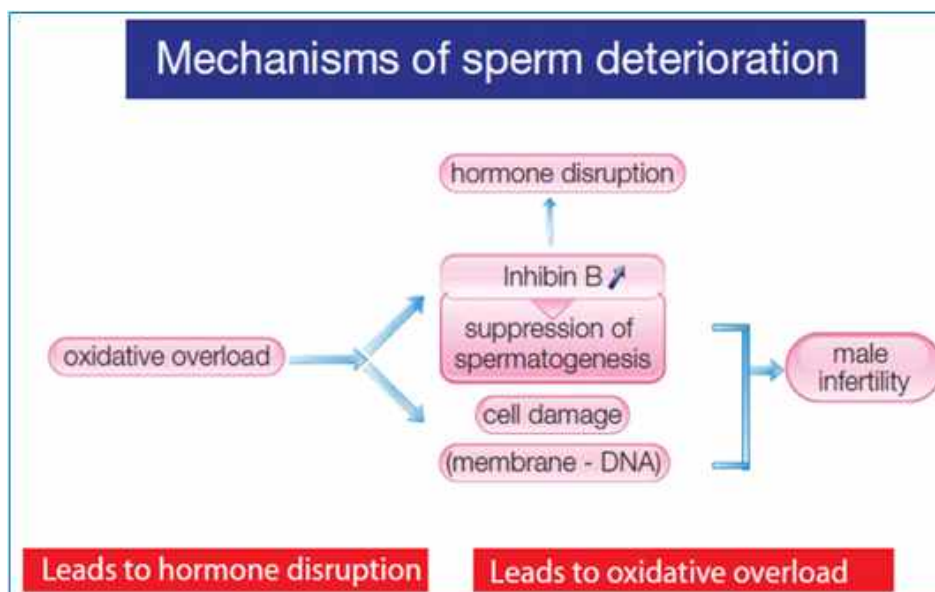 Mechanisms of sperm deterioration
hormone disruption
Inhibin B
suppression of
spermatogenesis
oxidative overload
cell damage
(membrane - DNA)
male
infertility
Leads to hormone disruption
Leads to oxidative overload